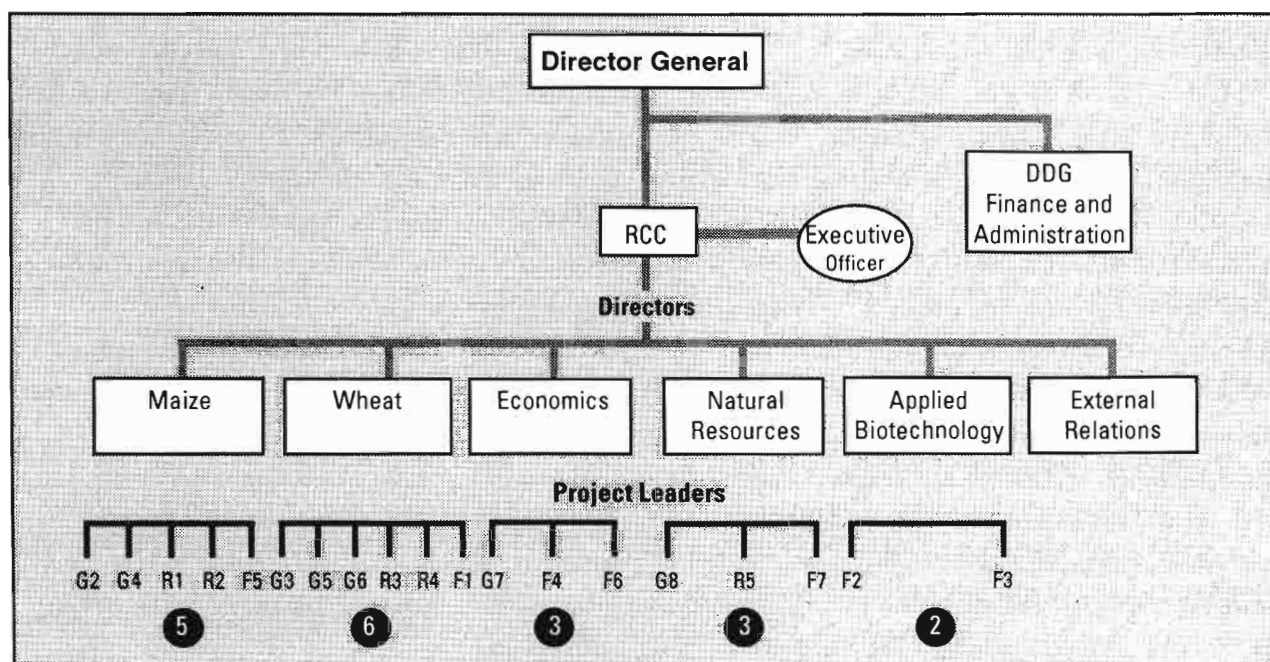 Director General
DDG
Finance and
Administration
RCC
Executive
Officer
Directors
Maize
Wheat
Economics
Natural
Resources
Applied
Biotechnology
External
Relations
Project Leaders
G2 G4 R1 R2 F5 G3 G5 G6 R3 R4 F1 G7 F4 F6 G8 R5 F7 F2 F3
5 6 3 3 2